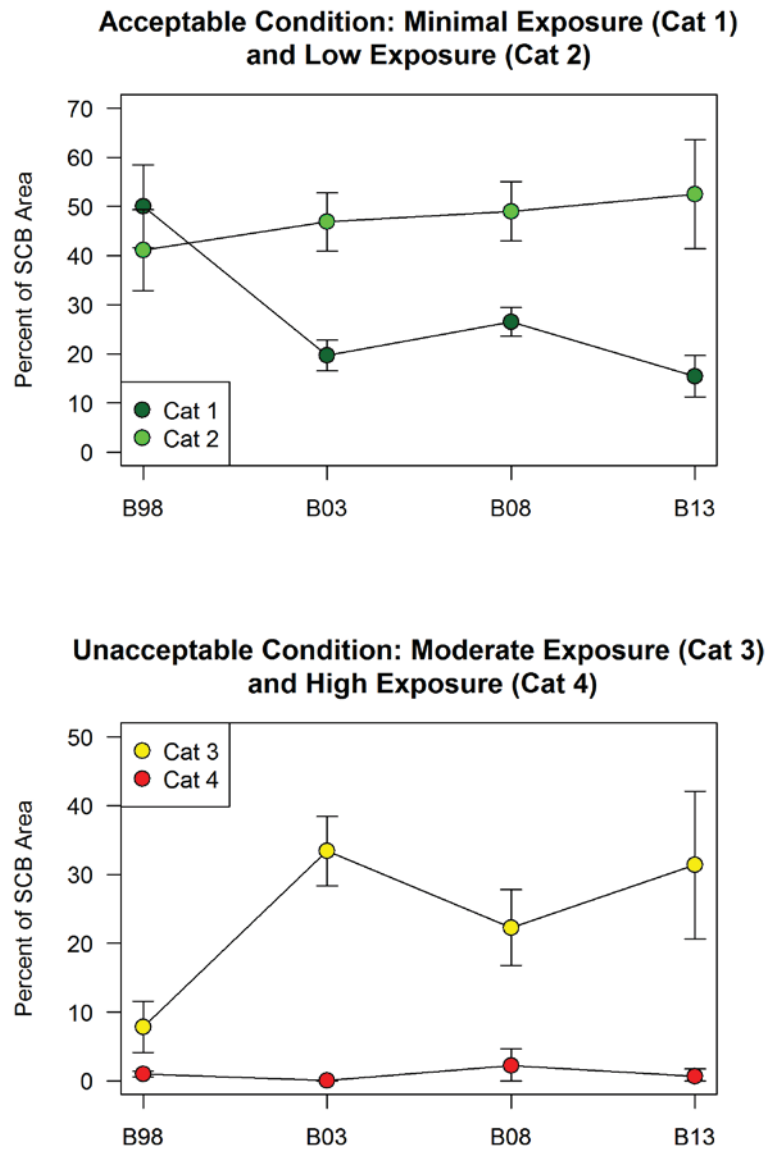 Acceptable Condition: Minimal Exposure (Cat 1)
and Low Exposure (Cat 2)
Percent of SCB Area
70
60
50
40
30
20
10
0
Cat 1
Cat 2
B98 B03 B08 B13
Unacceptable Condition: Moderate Exposure (Cat 3)
and High Exposure (Cat 4)
Percent of SCB Area
50
40
30
20
10
0
Cat 3
Cat 4
B98 B03 B08 B13